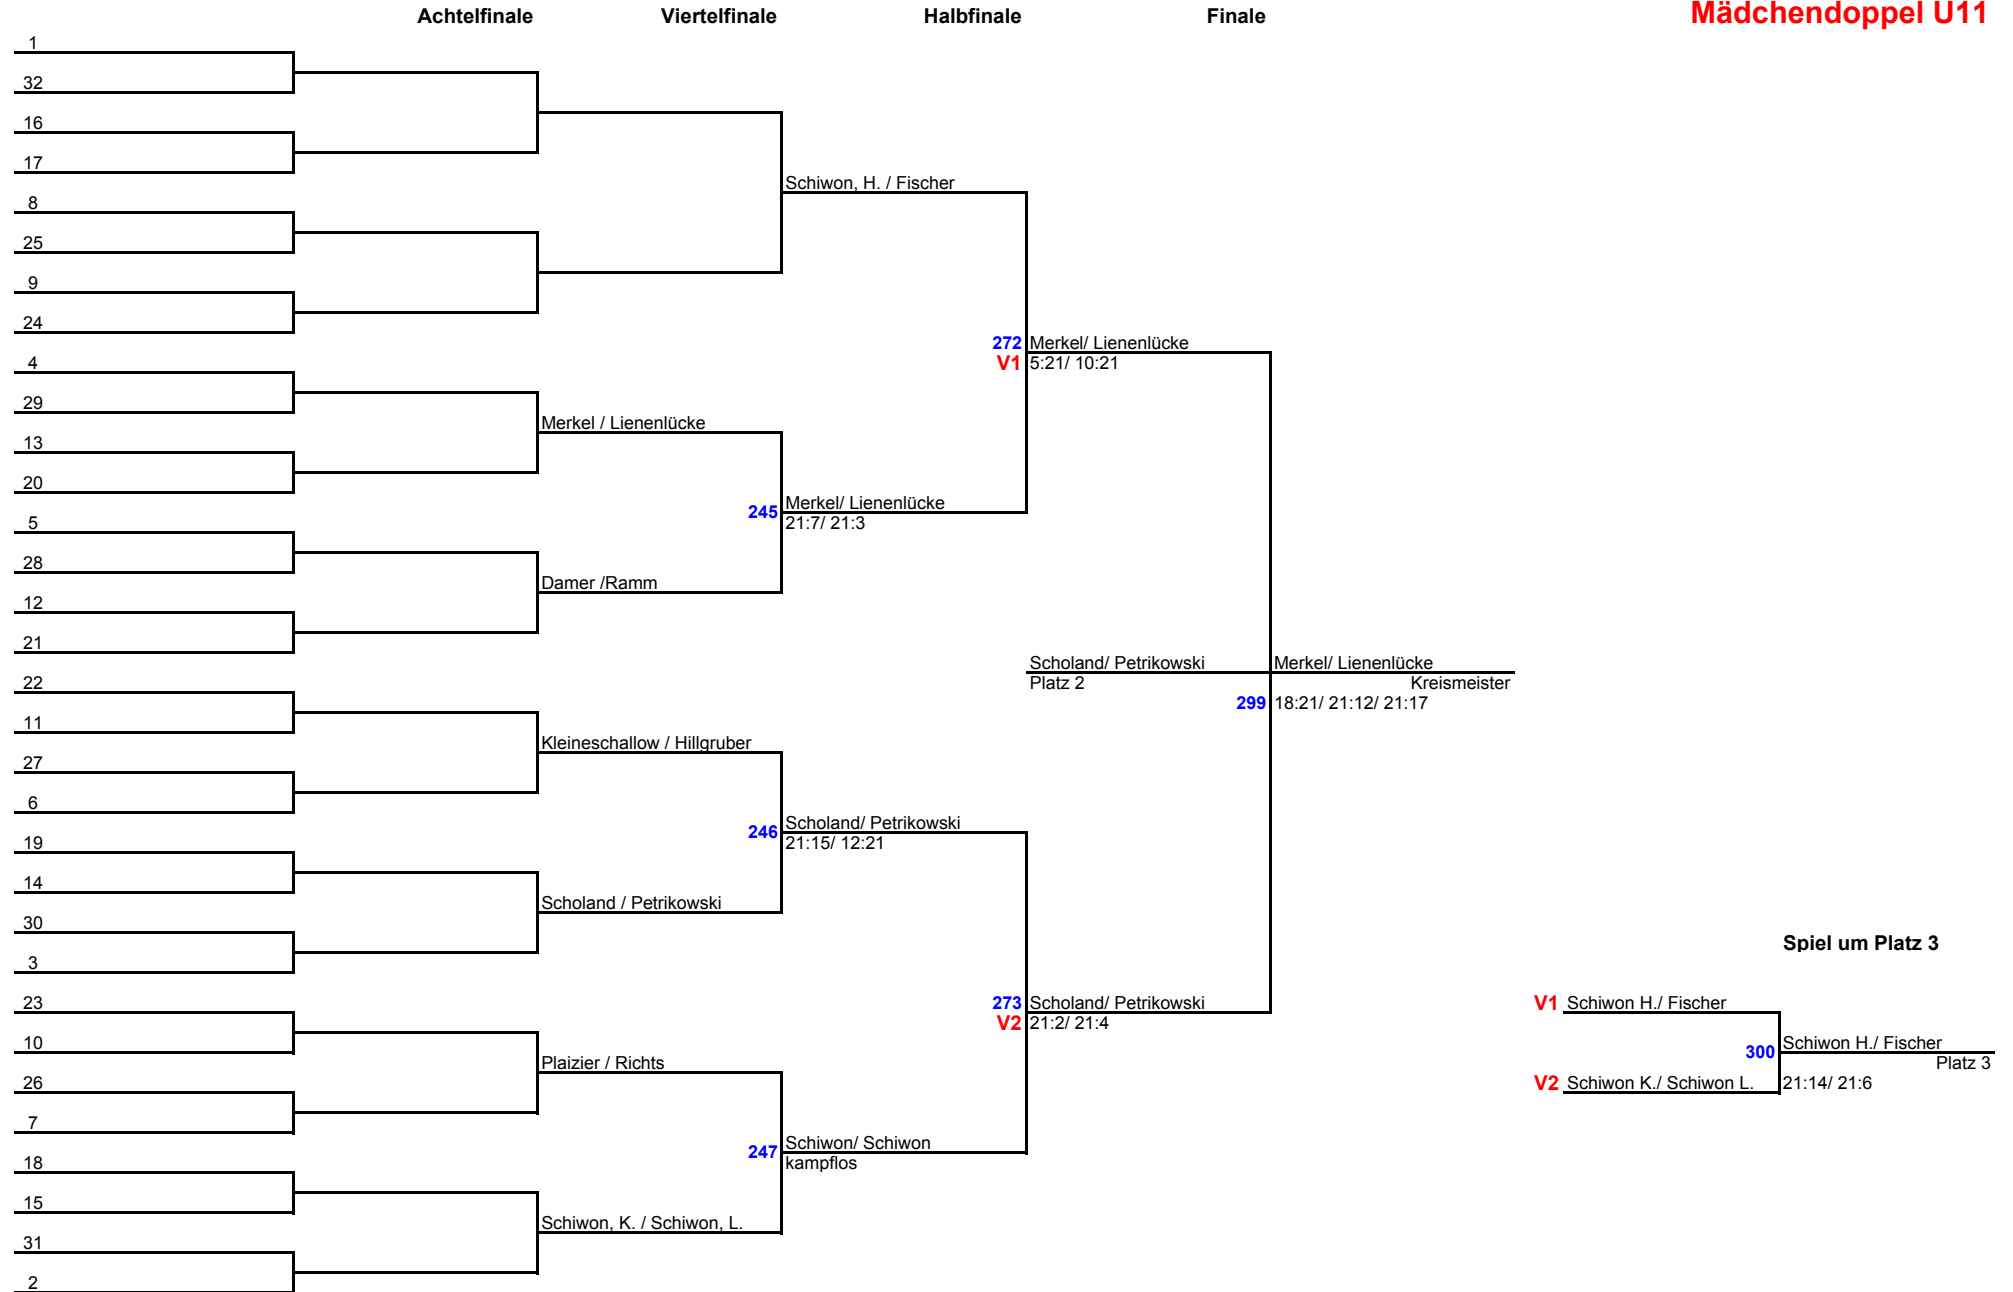 Achtelfinale Viertelfinale Halbfinale Finale Mädchendoppel U11
1
32
16
17
Schiwon, H. / Fischer
8
25
9
24
272 Merkel/ Lienenlücke
V1 5:21/ 10:21
4
29
Merkel / Lienenlücke
13
20
245 Merkel/ Lienenlücke
21:7/ 21:3
5
28
Damer /Ramm
12
21
Scholand/ Petrikowski Merkel/ Lienenlücke
Platz 2 Kreismeister
299 18:21/ 21:12/ 21:17
22
11
Kleineschallow / Hillgruber
27
6
246 Scholand/ Petrikowski
21:15/ 12:21
19
14
Scholand / Petrikowski
30
3
Spiel um Platz 3
23
273 Scholand/ Petrikowski
V2 21:2/ 21:4
V1 Schiwon H./ Fischer
10
300 Schiwon H./ Fischer
Platz 3
Plaizier / Richts
26
V2 Schiwon K./ Schiwon L. 21:14/ 21:6
7
247 Schiwon/ Schiwon
kampflos
18
15
Schiwon, K. / Schiwon, L.
31
2